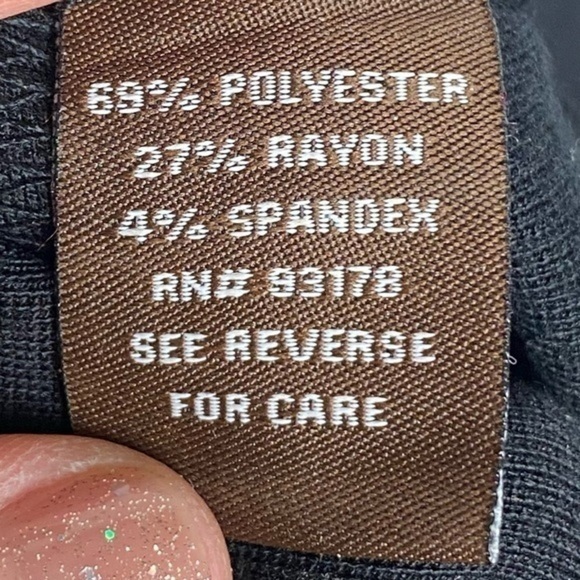 69% POLYESTER
27% RAYON
4% SPANDEX
RN# 93178
SEE REVERSE
FOR CARE